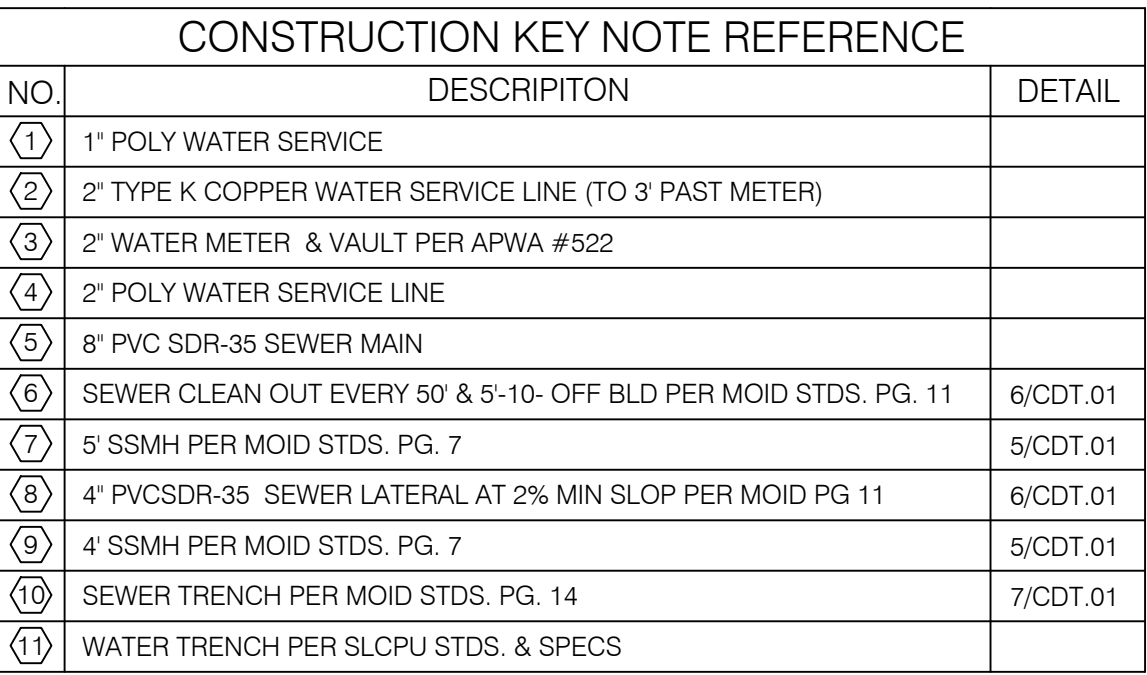 CONSTRUCTION KEY NOTE REFERENCE
NO. DESCRIPITON DETAIL
1 1" POLY WATER SERVICE
2 2" TYPE K COPPER WATER SERVICE LINE (TO 3' PAST METER)
3 2" WATER METER & VAULT PER APWA #522
4 2" POLY WATER SERVICE LINE
5 8" PVC SDR-35 SEWER MAIN
6 SEWER CLEAN OUT EVERY 50' & 5'-10- OFF BLD PER MOID STDS. PG. 11 6/CDT.01
7 5' SSMH PER MOID STDS. PG. 7 5/CDT.01
8 4" PVCSDR-35 SEWER LATERAL AT 2% MIN SLOP PER MOID PG 11 6/CDT.01
9 4' SSMH PER MOID STDS. PG. 7 5/CDT.01
10 SEWER TRENCH PER MOID STDS. PG. 14 7/CDT.01
11 WATER TRENCH PER SLCPU STDS. & SPECS